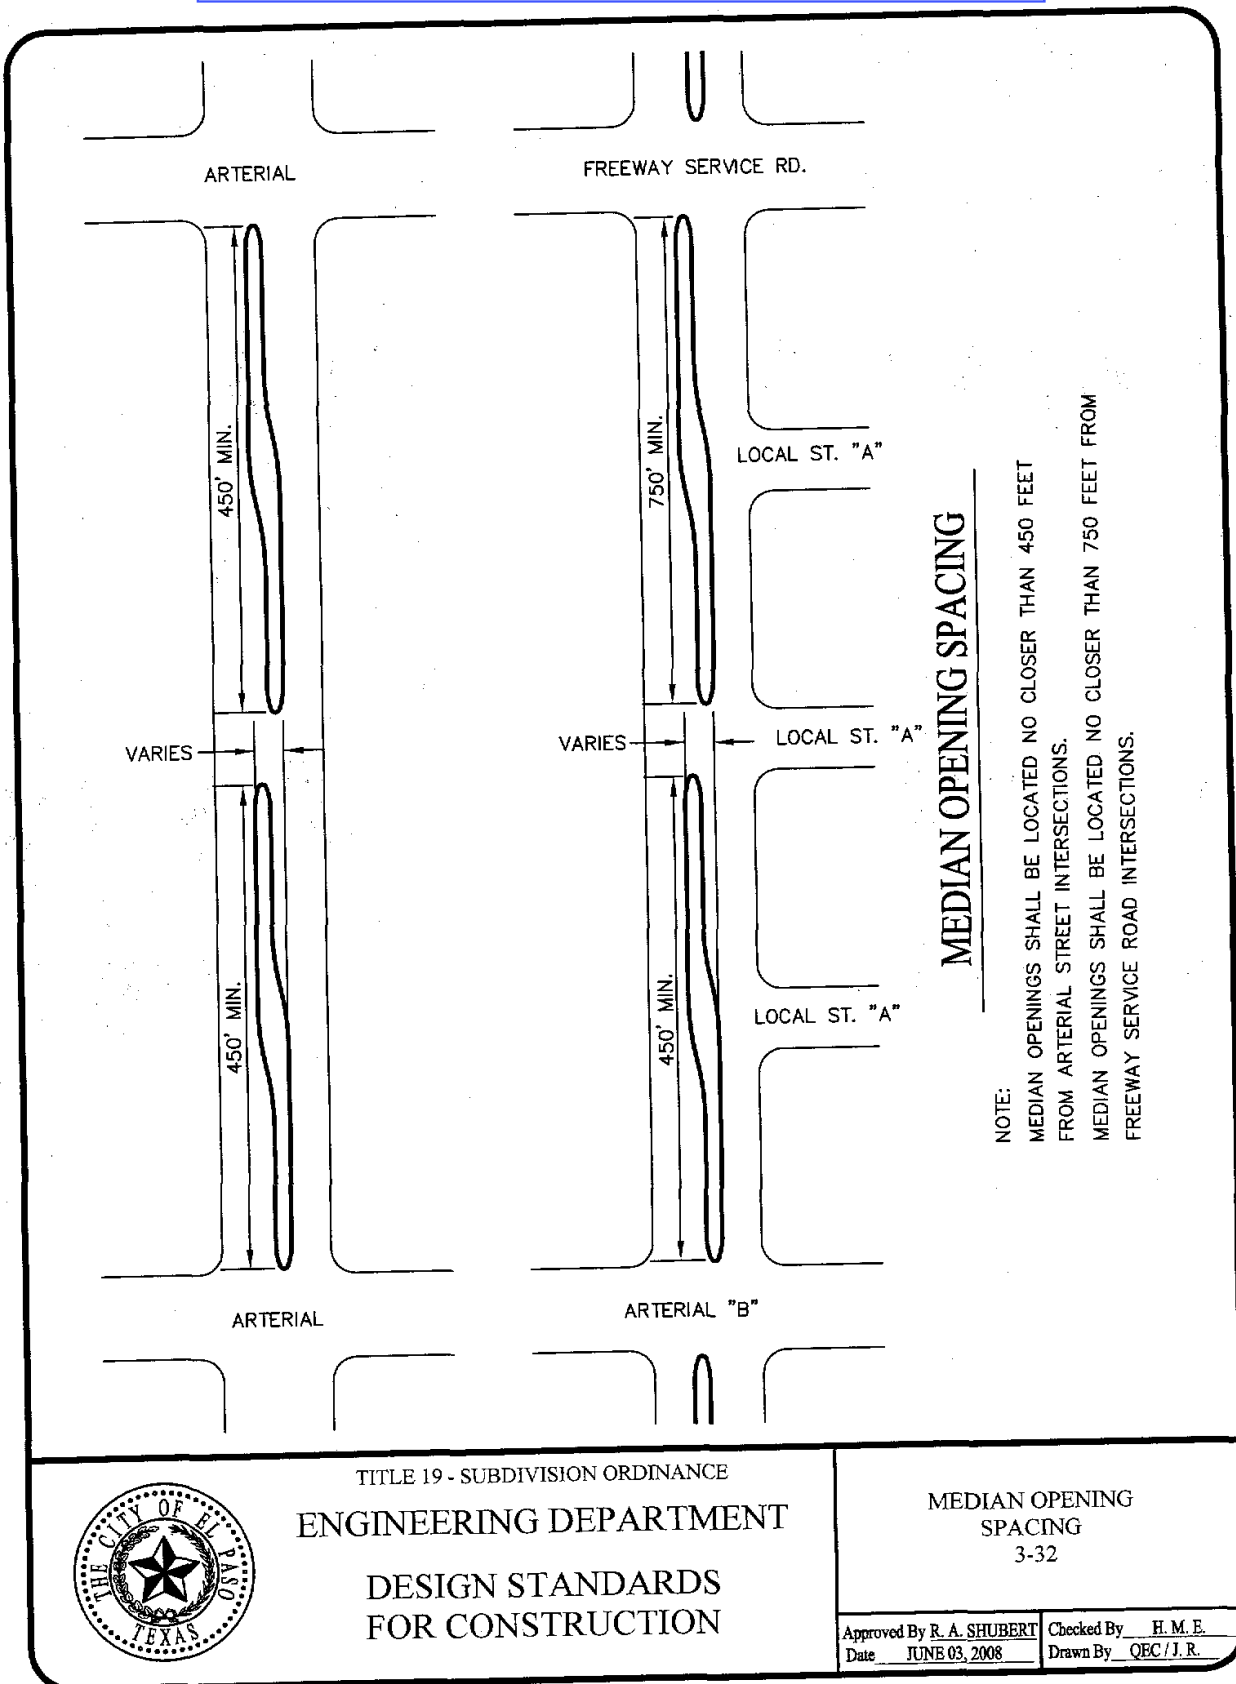 ARTERIAL
FREEWAY SERVICE RD.
450' MIN.
750' MIN.
LOCAL ST. "A"
VARIES
VARIES
LOCAL ST. "A"
450' MIN.
450' MIN.
LOCAL ST. "A"
ARTERIAL
ARTERIAL "B"
MEDIAN OPENING SPACING
NOTE:
MEDIAN OPENINGS SHALL BE LOCATED NO CLOSER THAN 450 FEET
FROM ARTERIAL STREET INTERSECTIONS.
MEDIAN OPENINGS SHALL BE LOCATED NO CLOSER THAN 750 FEET FROM
FREEWAY SERVICE ROAD INTERSECTIONS.
THE CITY OF EL PASO
TEXAS
TITLE 19 - SUBDIVISION ORDINANCE
ENGINEERING DEPARTMENT
DESIGN STANDARDS
FOR CONSTRUCTION
MEDIAN OPENING
SPACING
3-32
Approved By R. A. SHUBERT
Date JUNE 03, 2008
Checked By H. M. E.
Drawn By QEC / J. R.